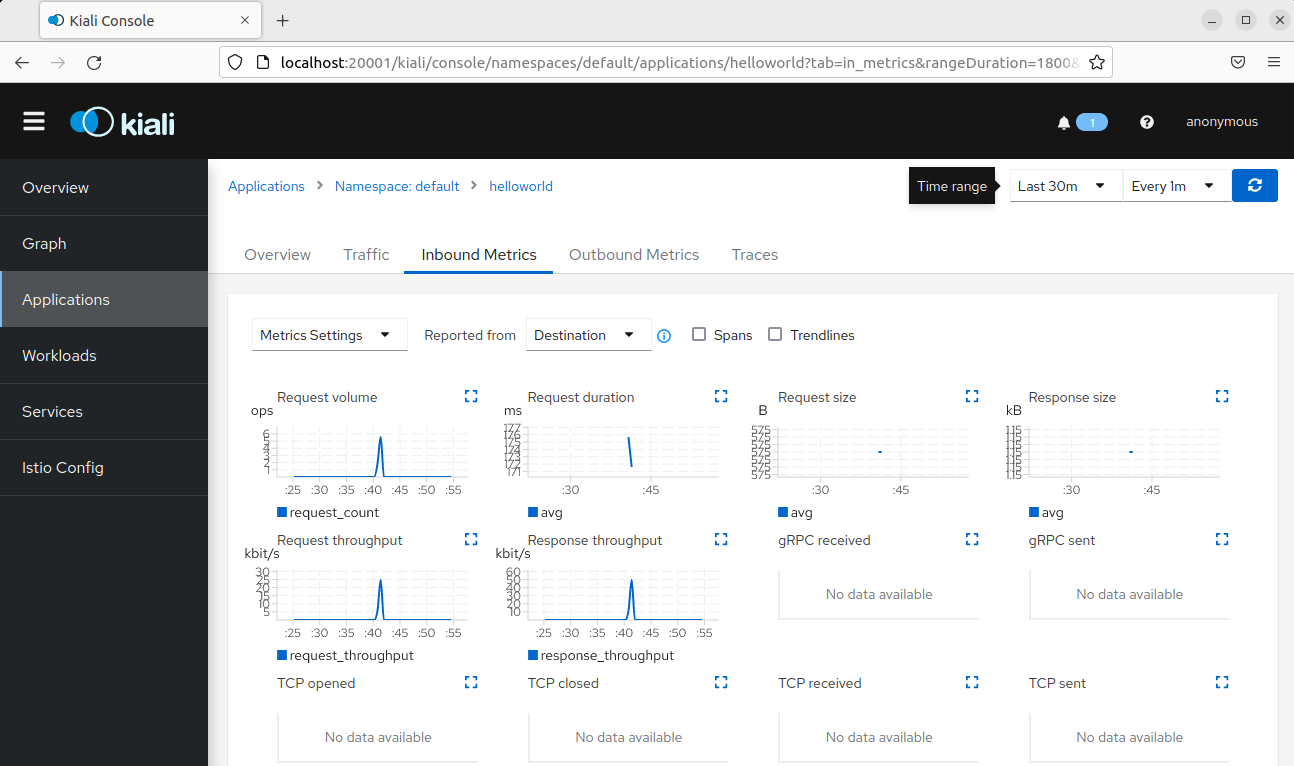 Kiali Console
localhost:20001/kiali/console/namespaces/default/applications/helloworld?tab=in_metrics&rangeDuration=1800&
kiali
1
anonymous
Overview
Graph
Applications
Workloads
Services
Istio Config
Applications > Namespace: default > helloworld
Time range
Last 30m
Every 1m
Overview Traffic Inbound Metrics Outbound Metrics Traces
Metrics Settings Reported from Destination Spans Trendlines
Request volume
ops
6
5
4
3
2
1
:25 :30 :35 :40 :45 :50 :55
request_count
Request duration
ms
177
176
175
174
173
172
171
:30 :45
avg
Request size
B
575
575
575
575
575
575
575
:30 :45
avg
Response size
kB
1.15
1.15
1.15
1.15
1.15
1.15
1.15
:30 :45
avg
Request throughput
kbit/s
30
25
20
15
10
5
:25 :30 :35 :40 :45 :50 :55
request_throughput
Response throughput
kbit/s
60
50
40
30
20
10
:25 :30 :35 :40 :45 :50 :55
response_throughput
gRPC received
No data available
gRPC sent
No data available
TCP opened
No data available
TCP closed
No data available
TCP received
No data available
TCP sent
No data available